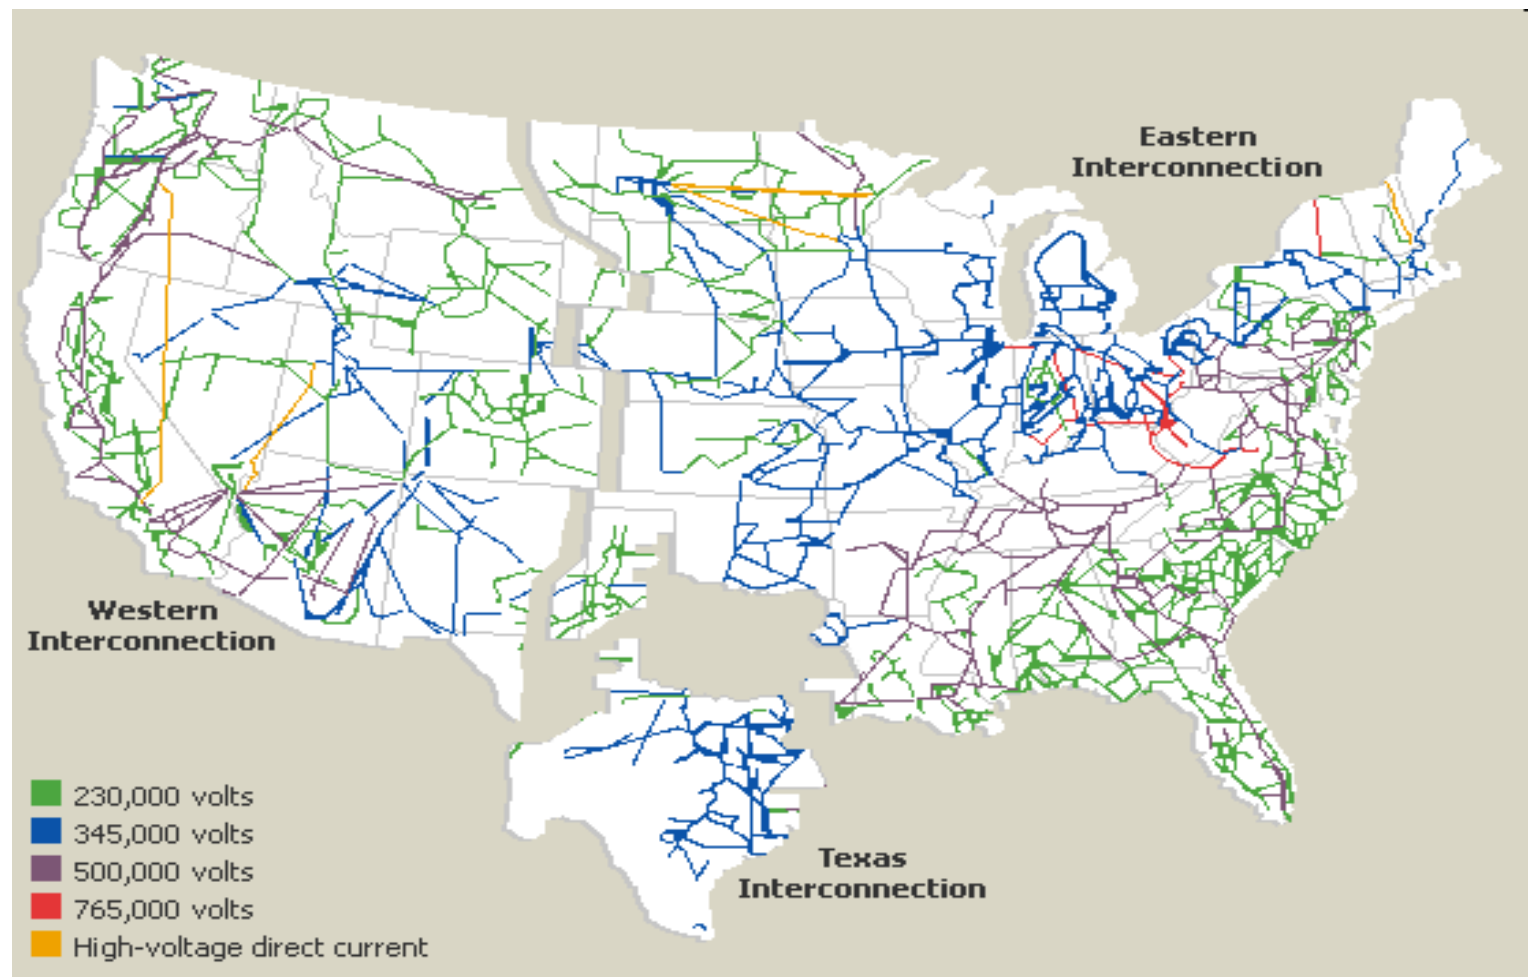 Eastern
Interconnection
Western
Interconnection
230,000 volts
345,000 volts
500,000 volts
765,000 volts
High-voltage direct current
Texas
Interconnection